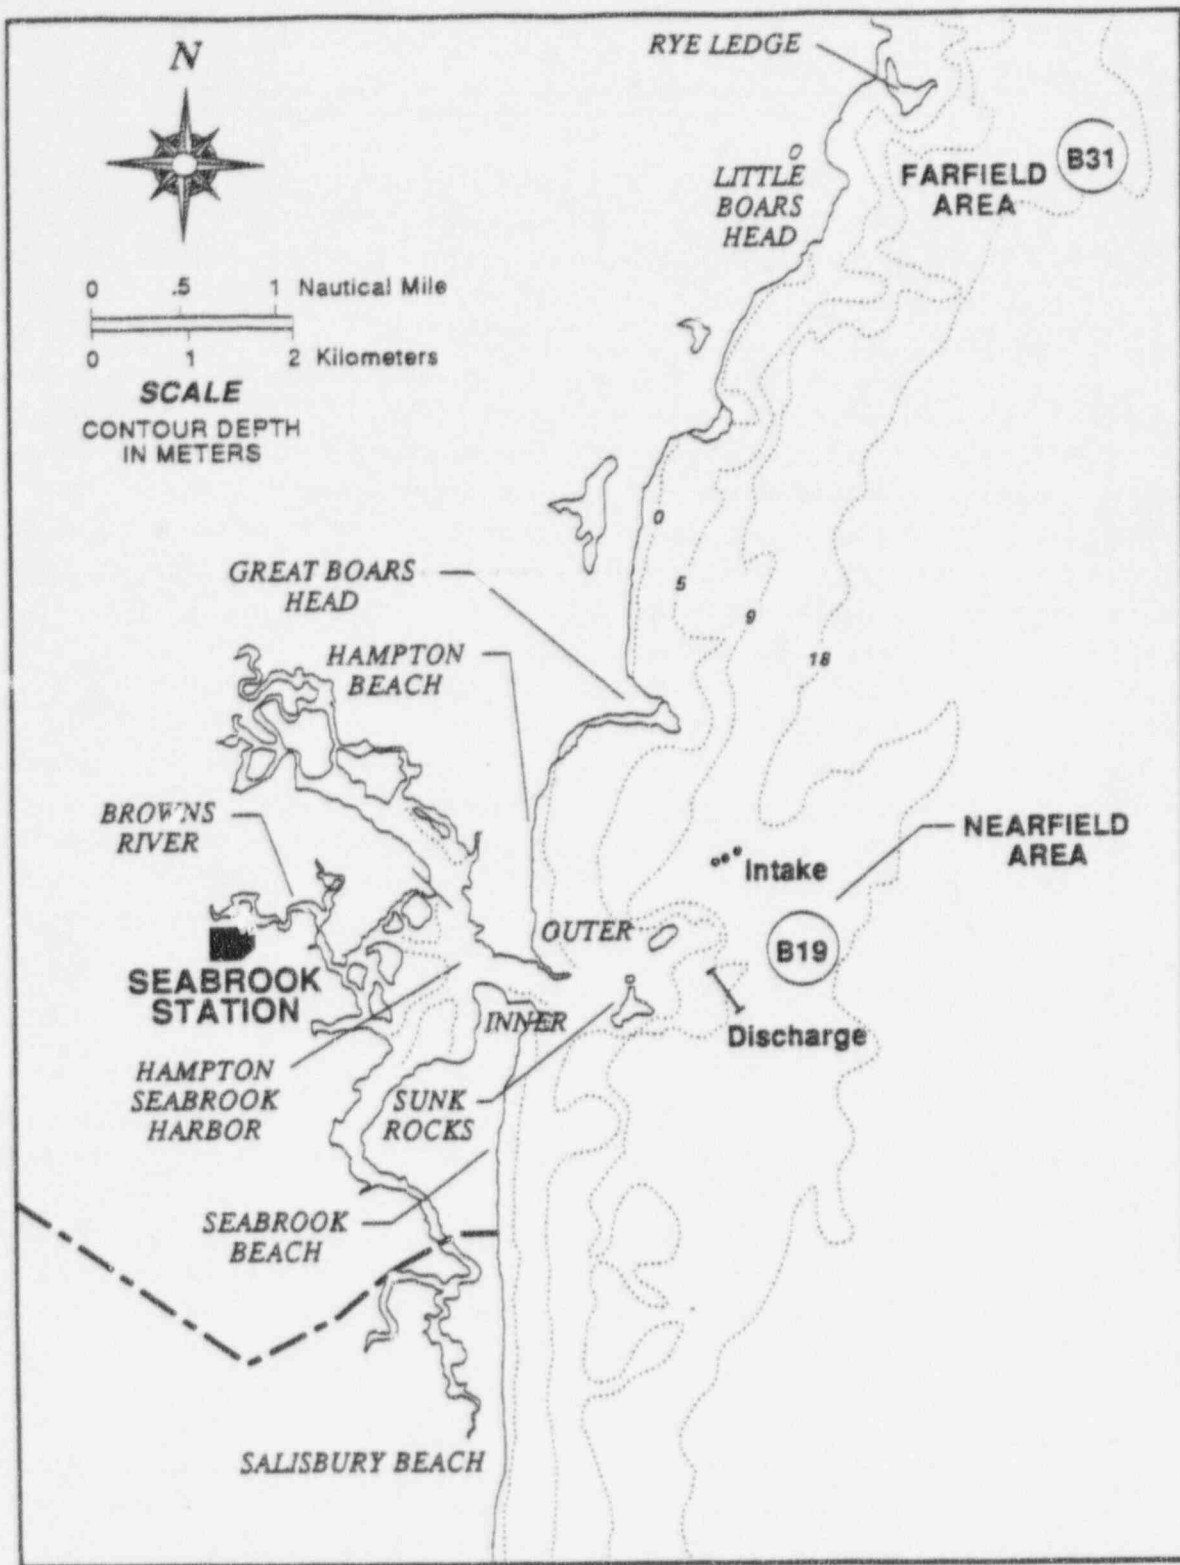 N
RYE LEDGE
B31
FARFIELD
AREA
LITTLE
BOARS
HEAD
0 .5 1 Nautical Mile
0 1 2 Kilometers
SCALE
CONTOUR DEPTH
IN METERS
0
5
9
18
GREAT BOARS
HEAD
HAMPTON
BEACH
BROWNS
RIVER
NEARFIELD
AREA
Intake
OUTER
B19
SEABROOK
STATION
INNER
Discharge
HAMPTON
SEABROOK
HARBOR
SUNK
ROCKS
SEABROOK
BEACH
SALISBURY BEACH